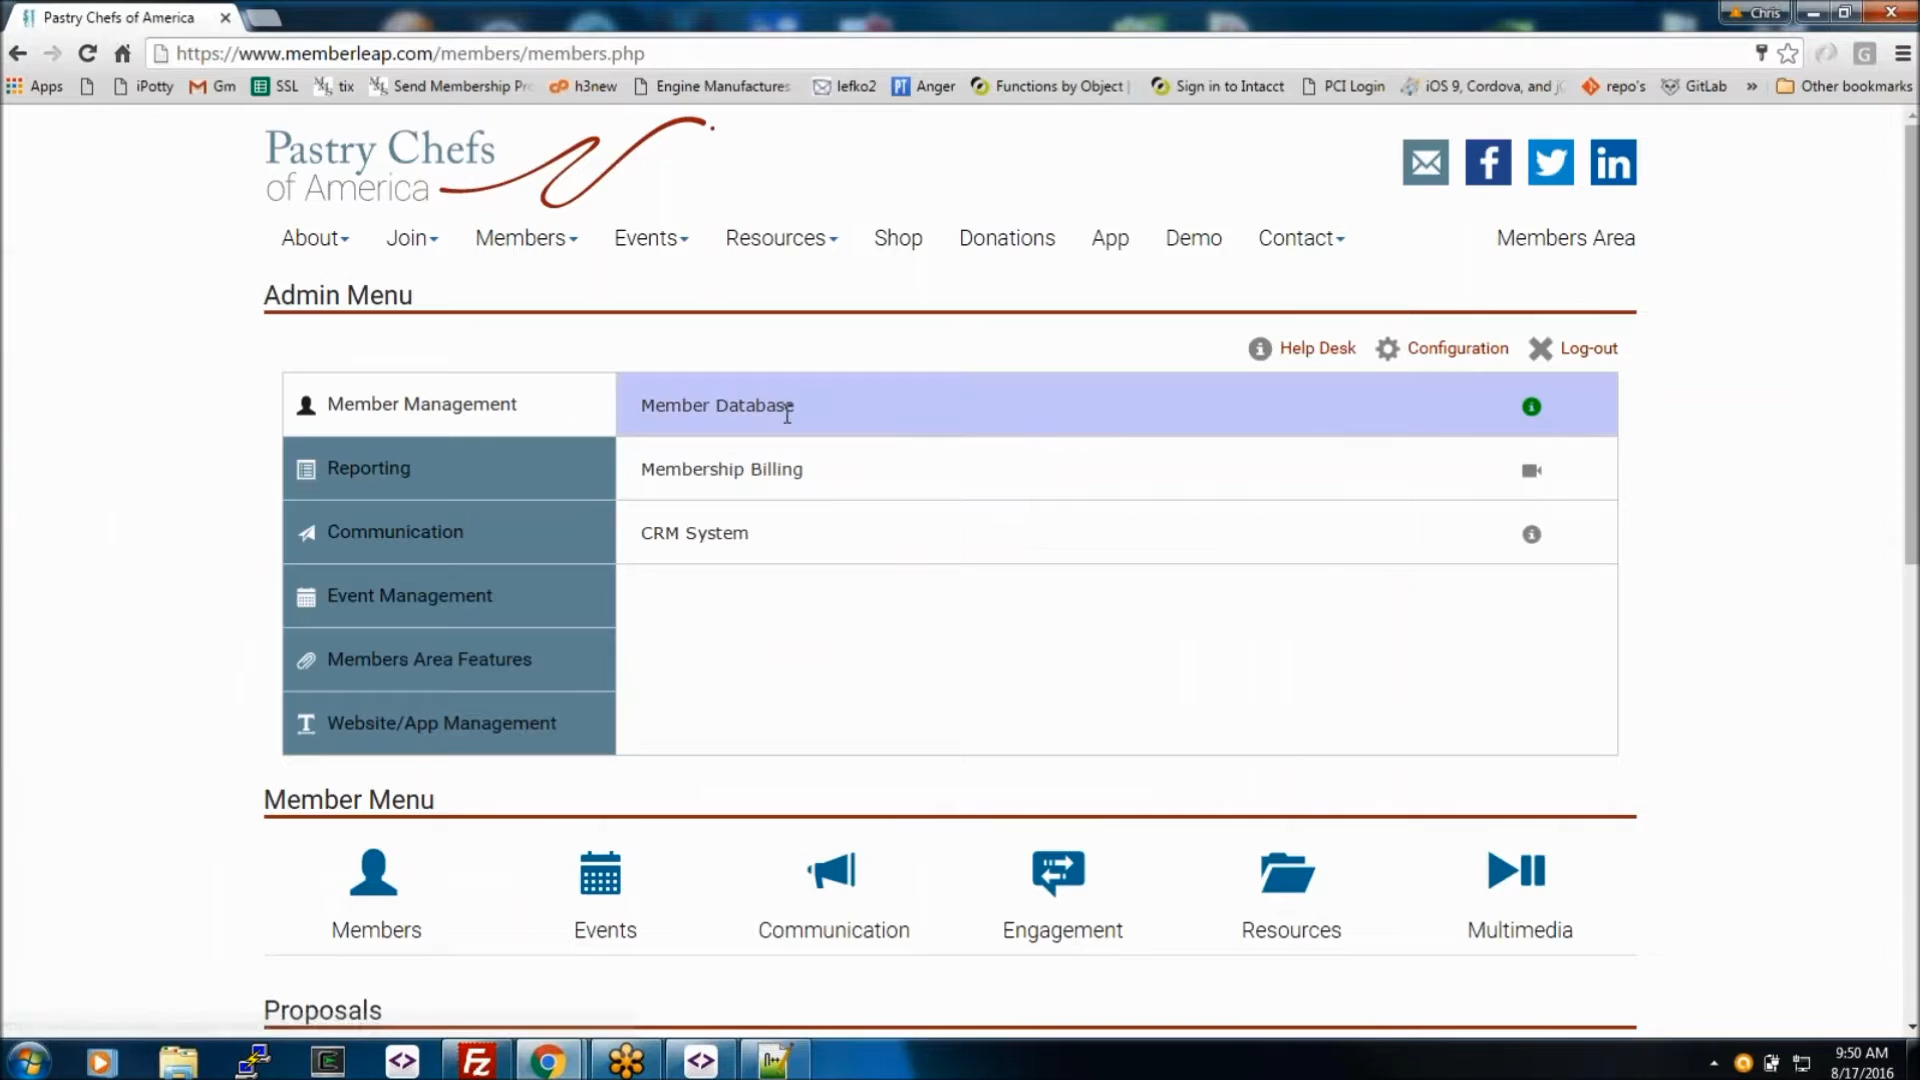 Pastry Chefs of America
Chris
https://www.memberleap.com/members/members.php
Apps
iPotty
Gm
SSL
tix
Send Membership Pr
h3new
Engine Manufactures
lefko2
PT
Anger
Functions by Object
Sign in to Intacct
PCI Login
iOS 9, Cordova, and j
repo's
GitLab
»
Other bookmarks
Pastry Chefs
of America
About
Join
Members
Events
Resources
Shop
Donations
App
Demo
Contact
Members Area
Admin Menu
Help Desk
Configuration
Log-out
Member Management
Member Database
Reporting
Membership Billing
Communication
CRM System
Event Management
Members Area Features
Website/App Management
Member Menu
Members
Events
Communication
Engagement
Resources
Multimedia
Proposals
9:50 AM
8/17/2016